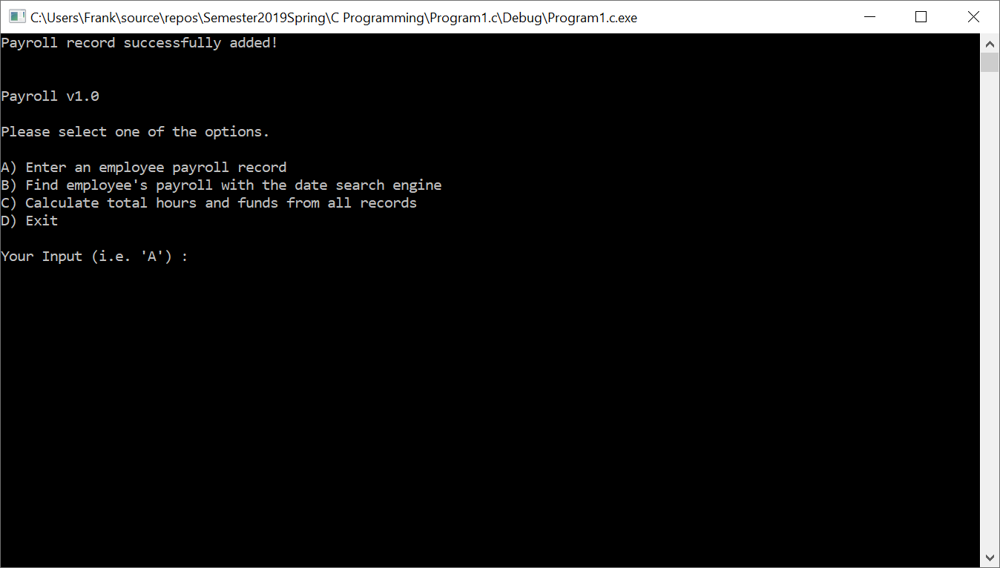 C:\Users\Frank\source\repos\Semester2019Spring\C Programming\Program1.c\Debug\Program1.c.exe
Payroll record successfully added!
Payroll v1.0
Please select one of the options.
A) Enter an employee payroll record
B) Find employee's payroll with the date search engine
C) Calculate total hours and funds from all records
D) Exit
Your Input (i.e. 'A') :